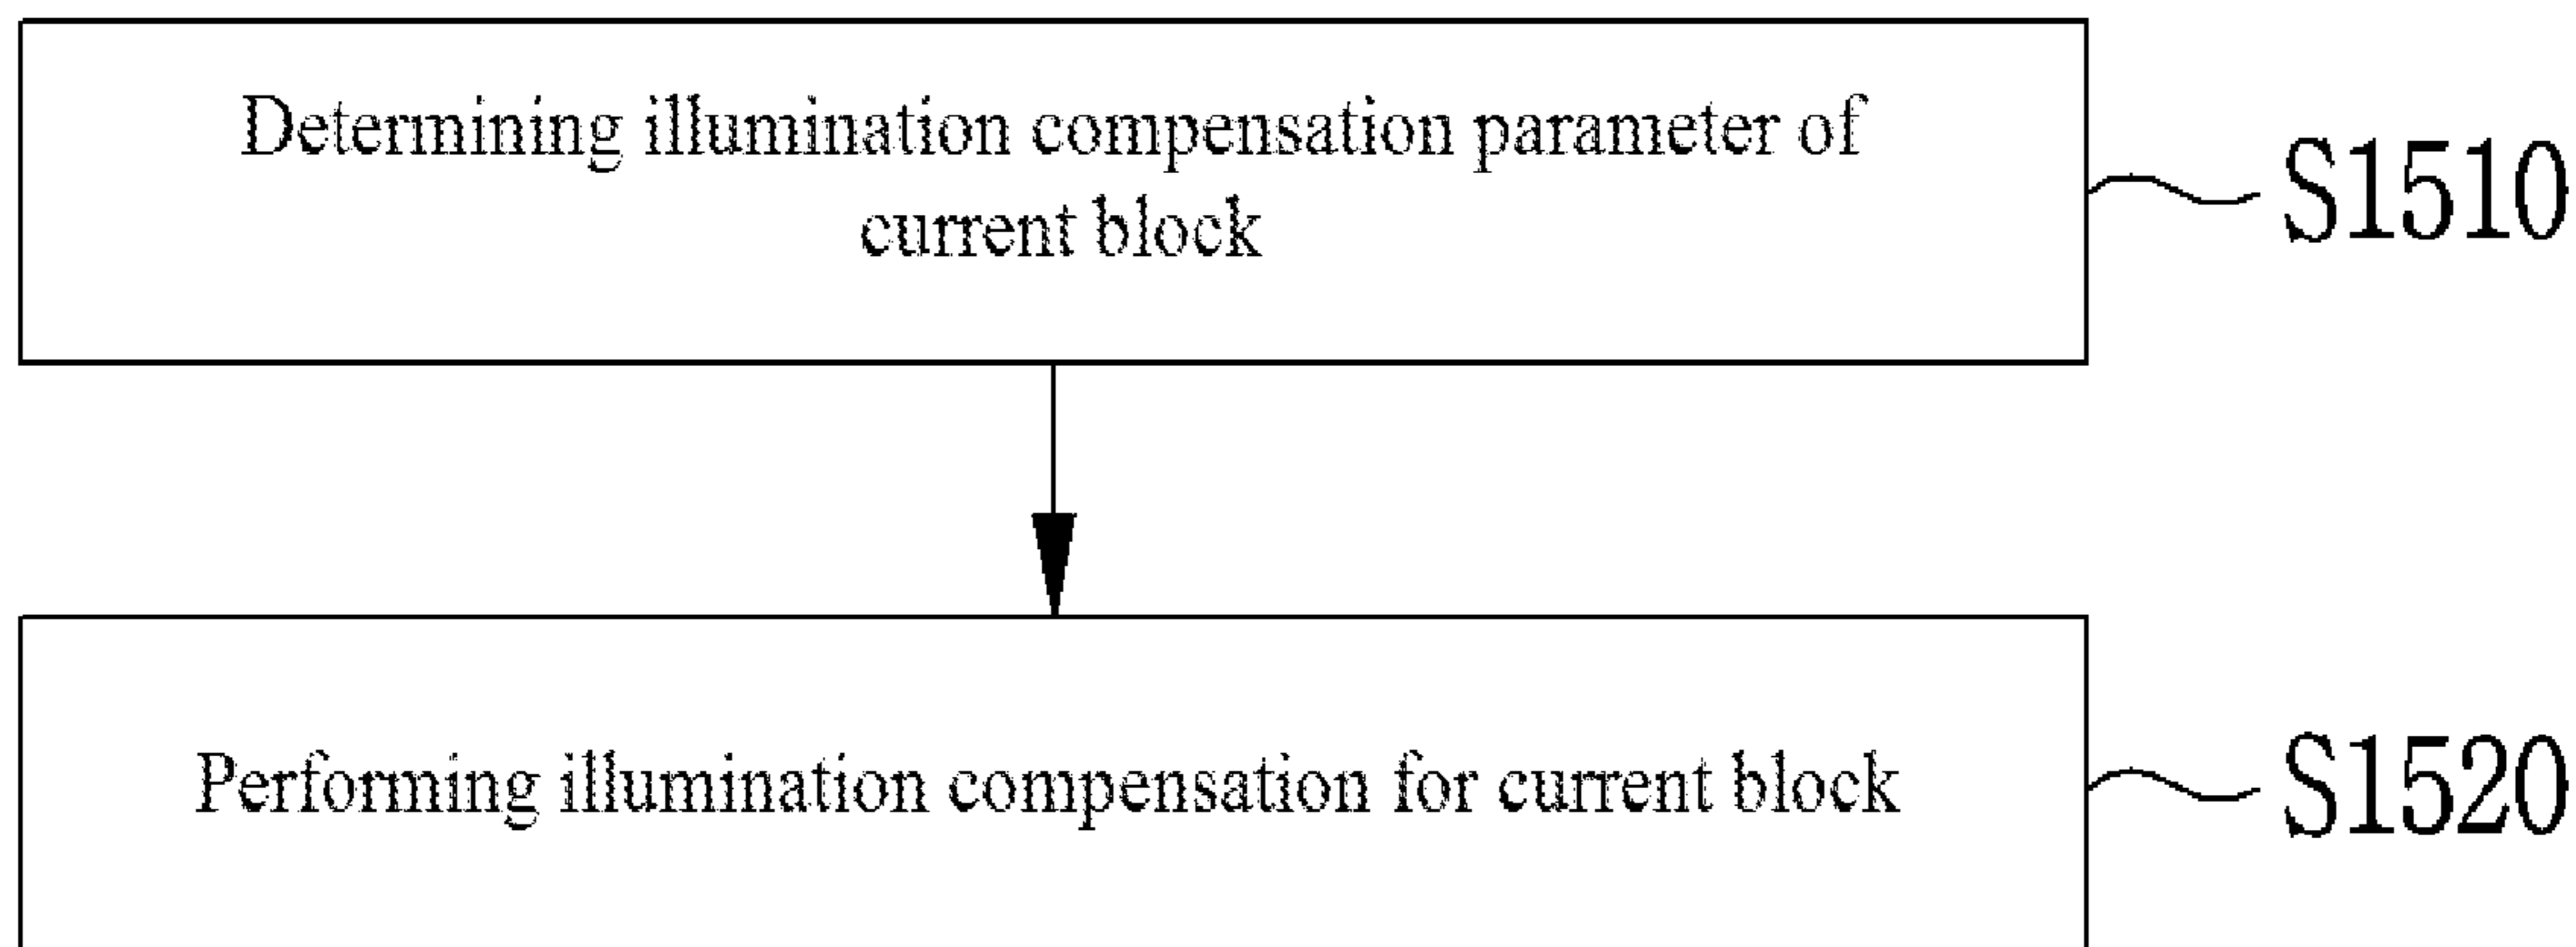 Determining illumination compensation parameter of
current block
S1510
Performing illumination compensation for current block
S1520